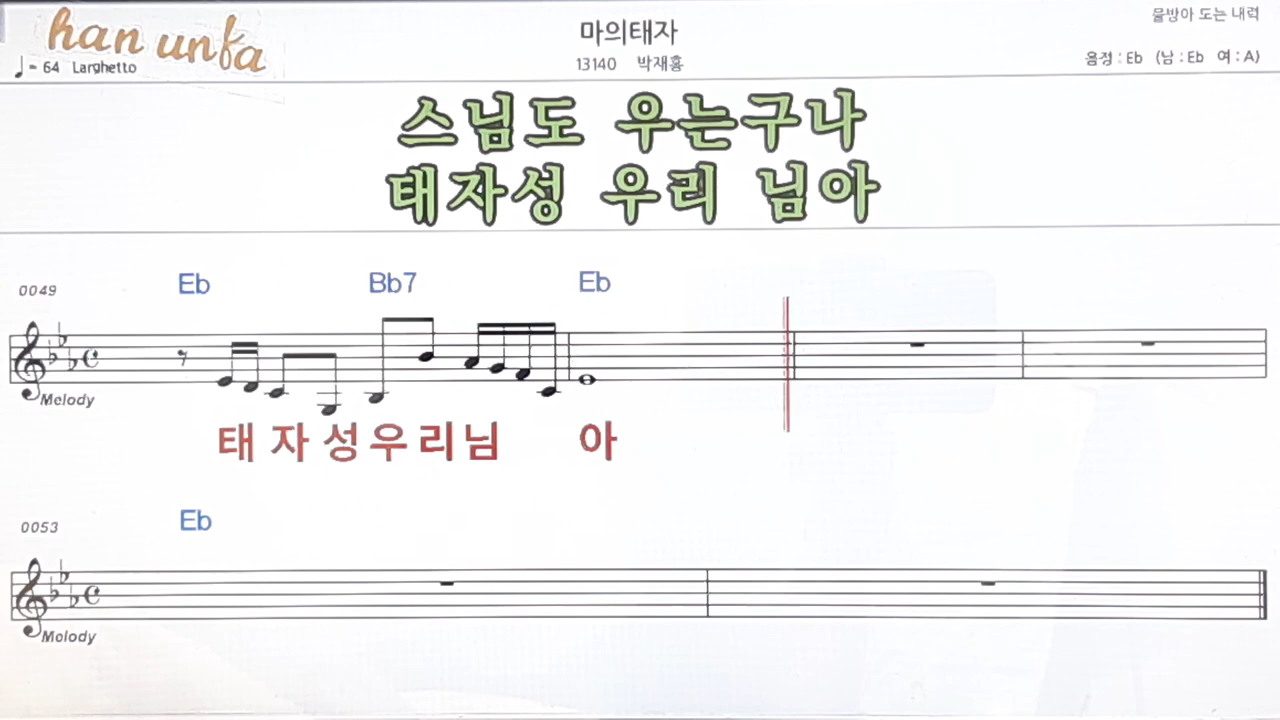 han unfa
♩= 64 Larghetto
마의태자
13140 박재홍
물방아 도는 내력
음정 : Eb (남 : Eb 여 : A)
스님도 우는구나
태자성 우리 님아
0049
Eb Bb7 Eb
Melody
태 자 성 우 리 님 아
0053
Eb
Melody